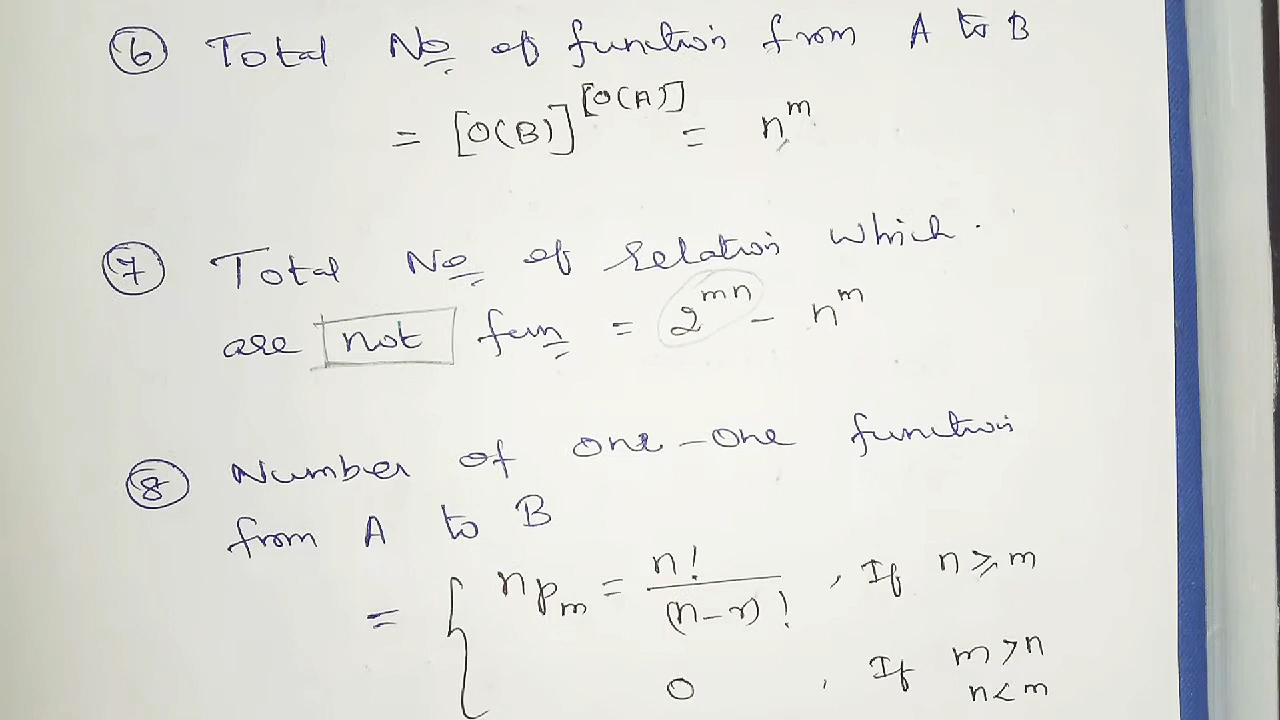 ⑥ Total No of function from A to B
= [O(B)]^[O(A)] = n^m
⑦ Total No of relation which
are not fun = 2^mn - n^m
⑧ Number of one-one function
from A to B
= { nPm = n!/(n-r)! , If n ≥ m
0 , If m > n
n < m